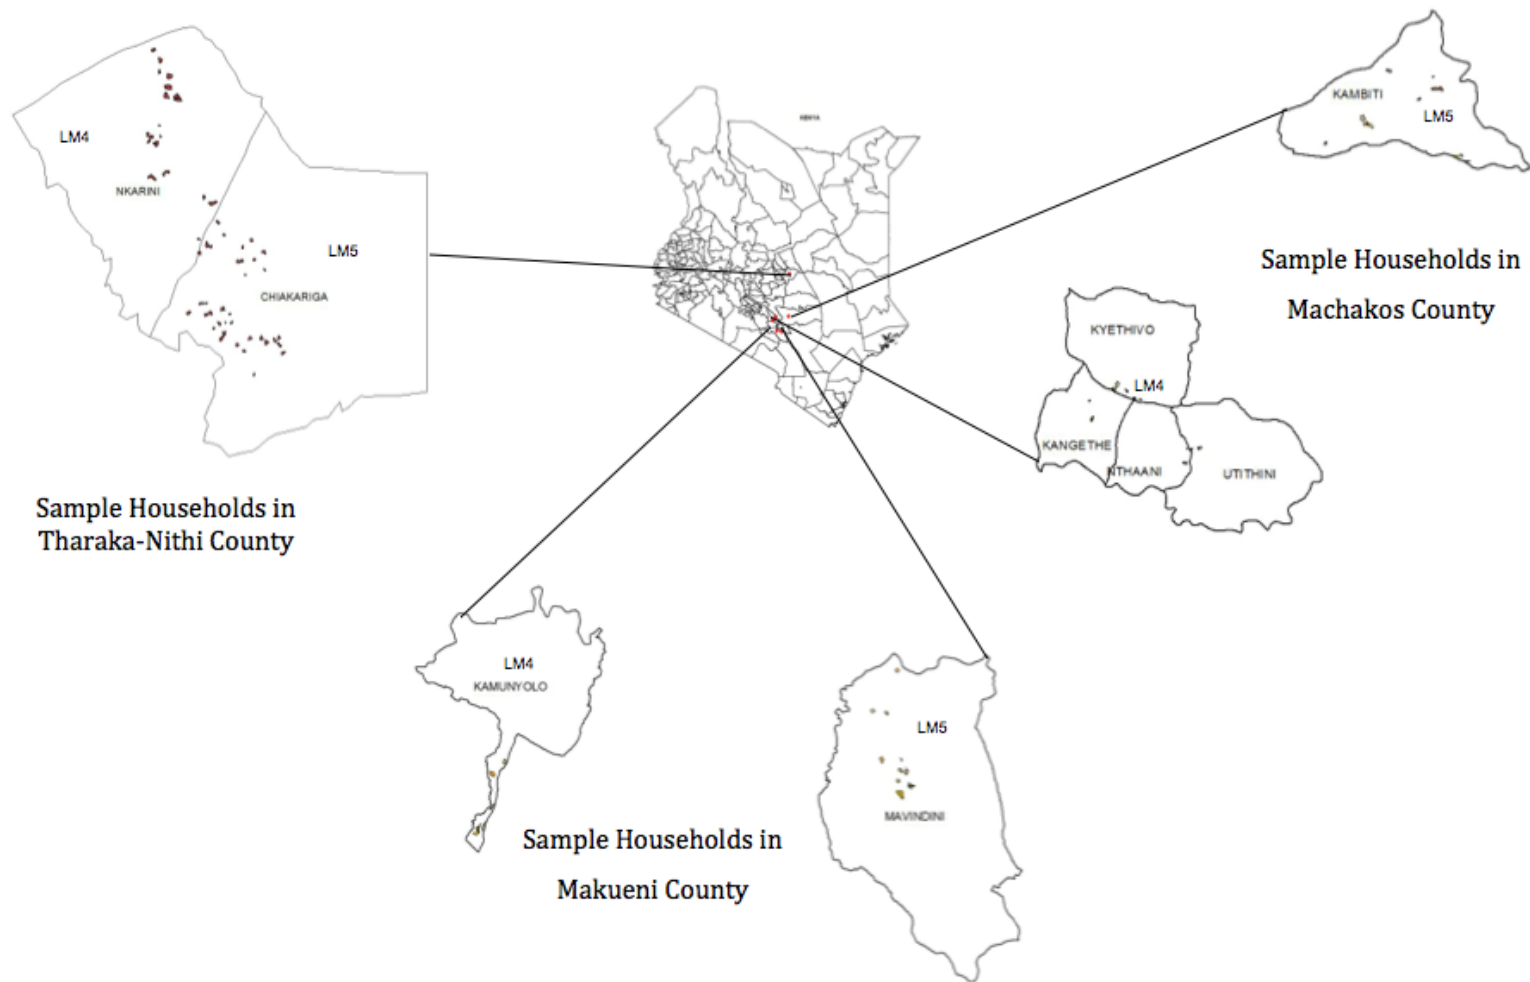 LM4
NKARINI
LM5
CHIAKARIGA
Sample Households in
Tharaka-Nithi County
KENYA
KAMBITI
LM5
Sample Households in
Machakos County
KYETHIVO
LM4
KANGETHE
NTHAANI
UTITHINI
LM4
KAMUNYOLO
Sample Households in
Makueni County
LM5
MAVINDINI